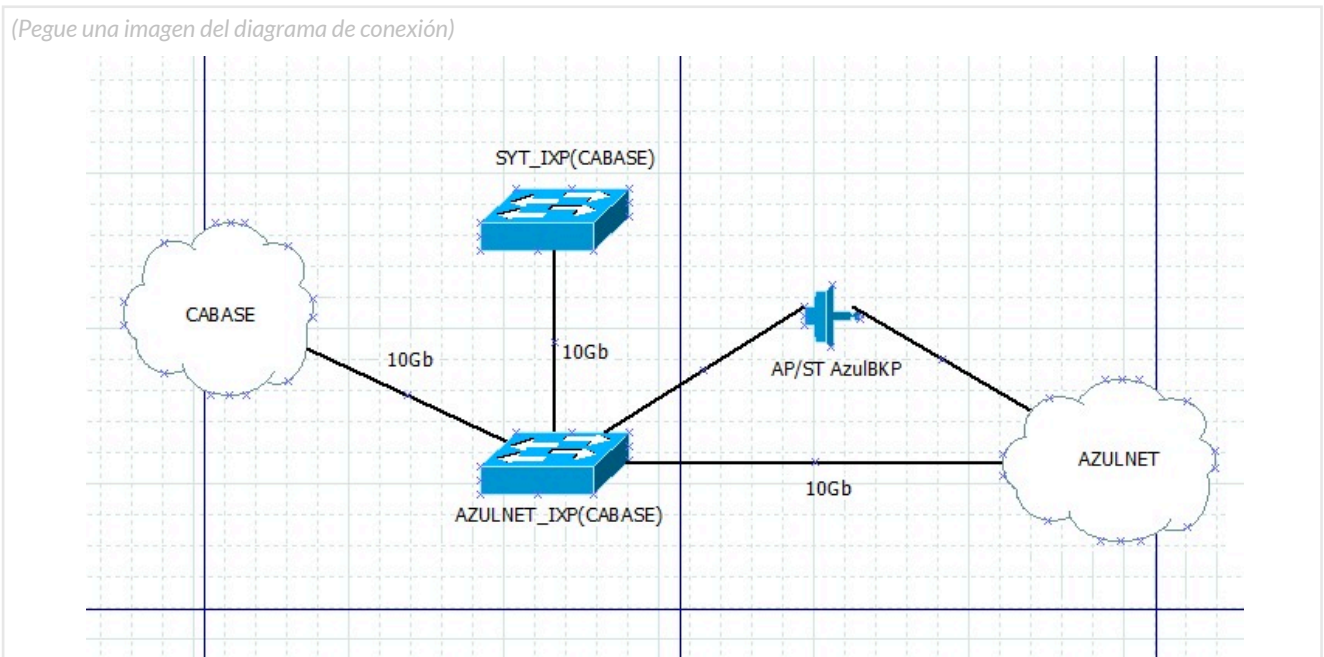 (Pegue una imagen del diagrama de conexión)
SYT_IXP(CABASE)
CABASE
10Gb
10Gb
AP/ST AzulBKP
AZULNET
10Gb
AZULNET_IXP(CABASE)